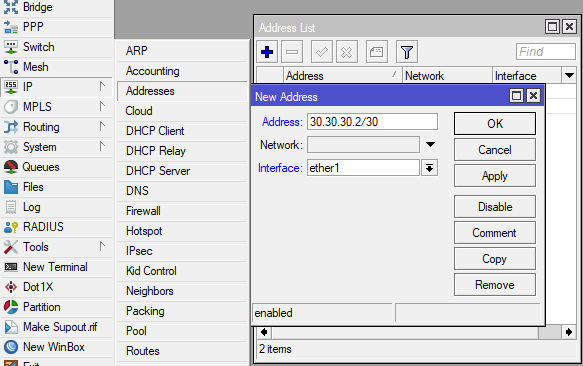 Bridge
PPP
Switch
Mesh
IP
MPLS
Routing
System
Queues
Files
Log
RADIUS
Tools
New Terminal
Dot1X
Partition
Make Supout.rif
New WinBox
Exit
ARP
Accounting
Addresses
Cloud
DHCP Client
DHCP Relay
DHCP Server
DNS
Firewall
Hotspot
IPsec
Kid Control
Neighbors
Packing
Pool
Routes
Address List
Find
Address / Network Interface
New Address
Address: 30.30.30.2/30
Network:
Interface: ether1
OK
Cancel
Apply
Disable
Comment
Copy
Remove
enabled
2 items